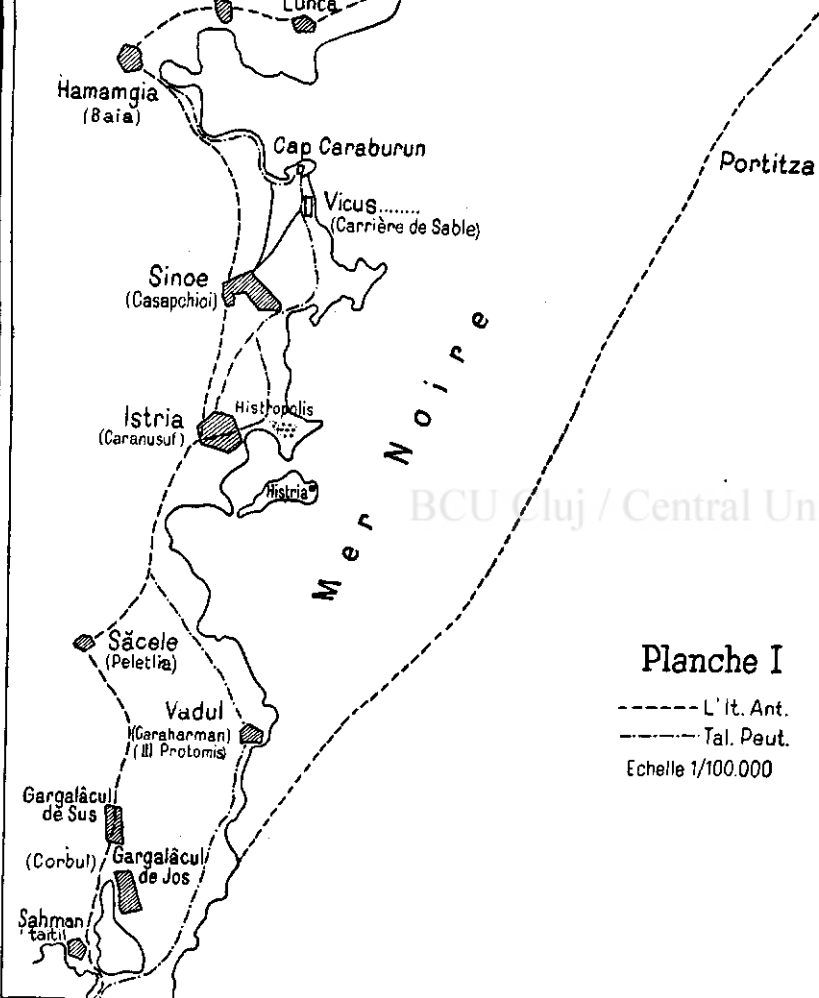 Lunca
Hamamgia
(Baia)
Cap Caraburun
Portitza
Vicus........
(Carrière de Sable)
Sinoe
(Casapchioi)
Mer Noire
Istria
(Caranusuf)
Histropolis
Histria
BCU Cluj / Central Un
Săcele
(Peletlia)
Planche I
L'It. Ant.
Tal. Peut.
Echelle 1/100.000
Vadul
(Caraharman)
(III Protomis)
Gargalâcul
de Sus
(Corbul)
Gargalâcul
de Jos
Sahman
taitil